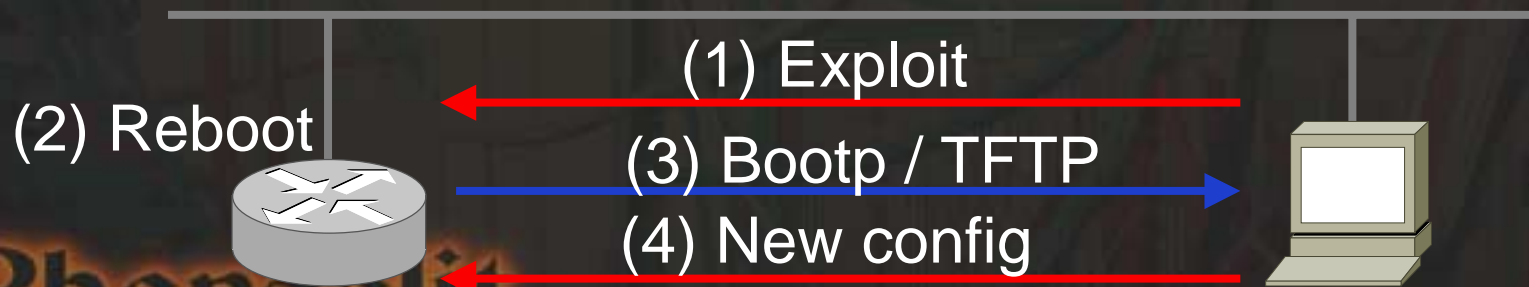 (1) Exploit
(2) Reboot
(3) Bootp / TFTP
(4) New config